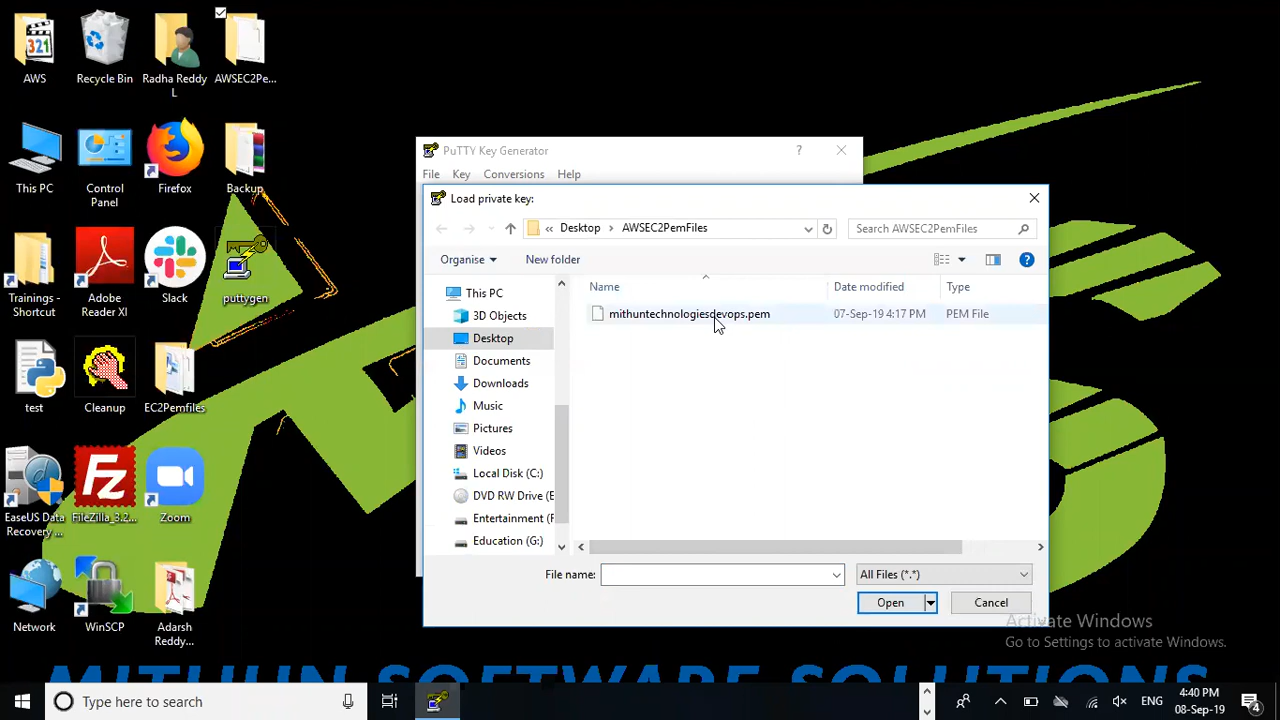 AWS
Recycle Bin
Radha Reddy
L
AWSEC2Pe...
This PC
Control
Panel
Firefox
Backup
Trainings -
Shortcut
Adobe
Reader XI
Slack
puttygen
test
Cleanup
EC2Pemfiles
EaseUS Data
Recovery ...
FileZilla_3.2...
Zoom
Network
WinSCP
Adarsh
Reddy...
PuTTY Key Generator
?
File
Key
Conversions
Help
Load private key:
«
Desktop
AWSEC2PemFiles
Search AWSEC2PemFiles
Organise
New folder
This PC
3D Objects
Desktop
Documents
Downloads
Music
Pictures
Videos
Local Disk (C:)
DVD RW Drive (E
Entertainment (F
Education (G:)
Name
Date modified
Type
mithuntechnologiesdevops.pem
07-Sep-19 4:17 PM
PEM File
File name:
All Files (*.*)
Open
Cancel
Activate Windows
Go to Settings to activate Windows.
MITHUN SOFTWARE SOLUTIONS
Type here to search
ENG
4:40 PM
08-Sep-19
4